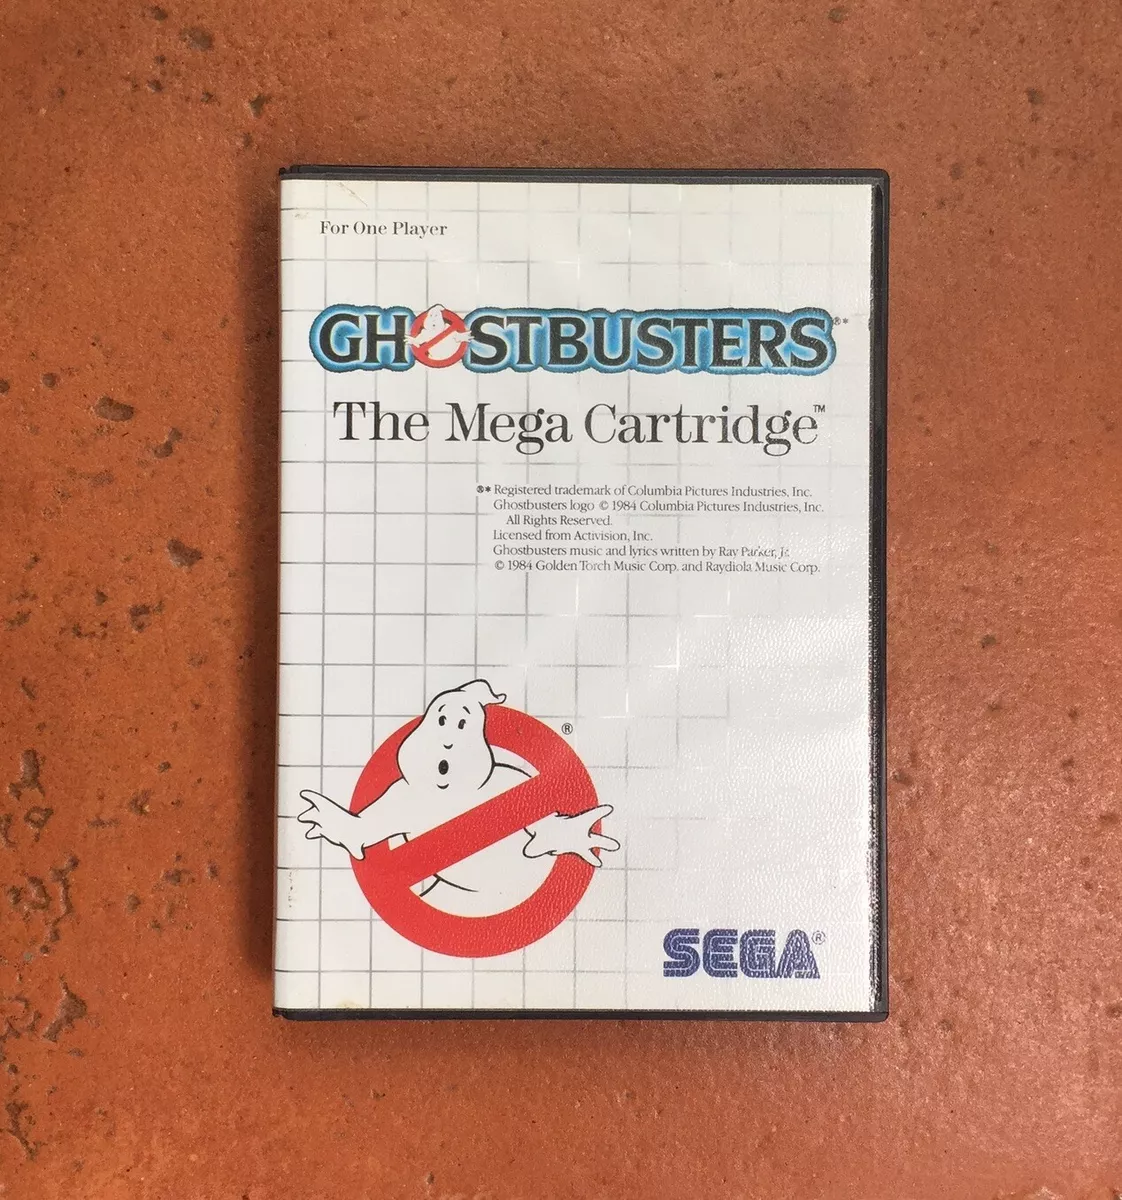 For One Player
GHOSTBUSTERS®*
The Mega Cartridge™
®* Registered trademark of Columbia Pictures Industries, Inc.
Ghostbusters logo © 1984 Columbia Pictures Industries, Inc.
All Rights Reserved.
Licensed from Activision, Inc.
Ghostbusters music and lyrics written by Ray Parker, Jr.
© 1984 Golden Torch Music Corp. and Raydiola Music Corp.
®
SEGA®